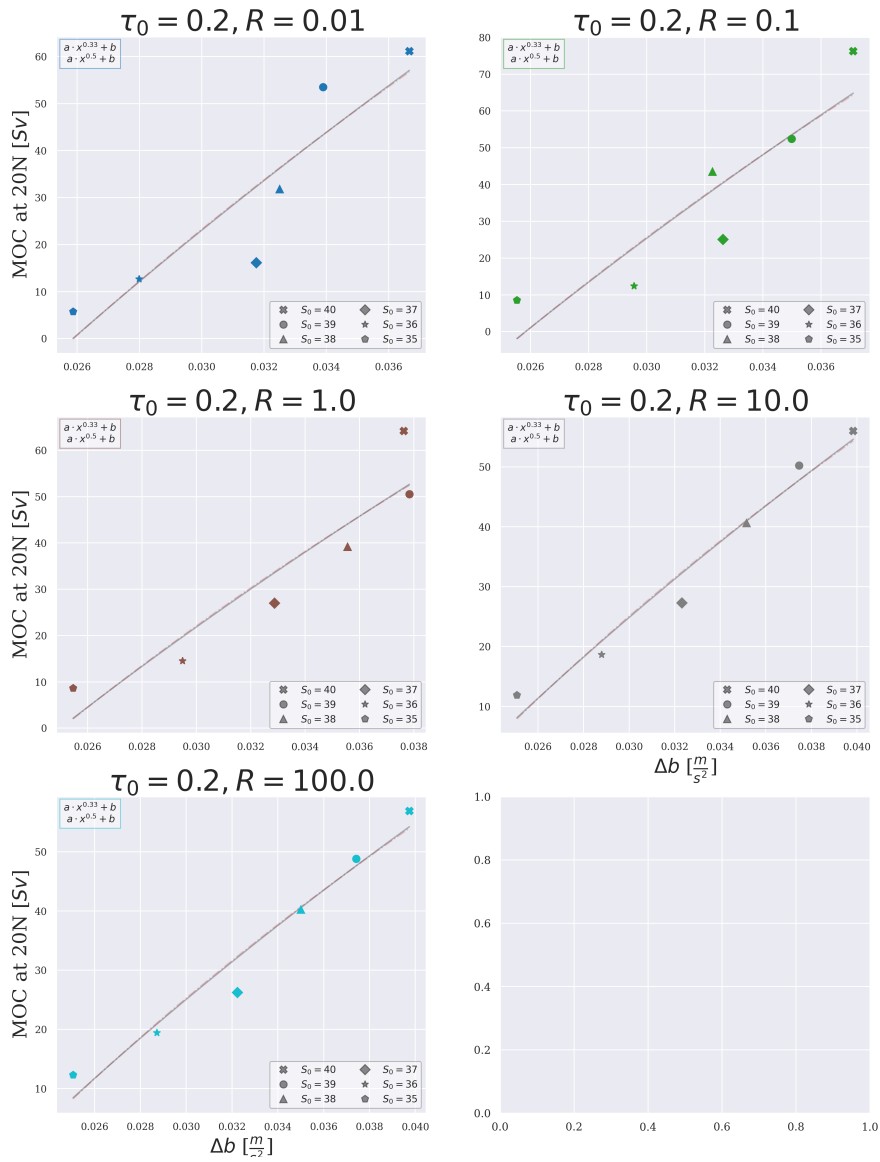 τ₀ = 0.2, R = 0.01
a · x^0.33 + b
a · x^0.5 + b
MOC at 20N [Sv]
60
50
40
30
20
10
0
S₀ = 40 S₀ = 37
S₀ = 39 S₀ = 36
S₀ = 38 S₀ = 35
0.026 0.028 0.030 0.032 0.034 0.036
τ₀ = 0.2, R = 0.1
a · x^0.33 + b
a · x^0.5 + b
80
70
60
50
40
30
20
10
0
S₀ = 40 S₀ = 37
S₀ = 39 S₀ = 36
S₀ = 38 S₀ = 35
0.026 0.028 0.030 0.032 0.034 0.036
τ₀ = 0.2, R = 1.0
a · x^0.33 + b
a · x^0.5 + b
MOC at 20N [Sv]
60
50
40
30
20
10
0
S₀ = 40 S₀ = 37
S₀ = 39 S₀ = 36
S₀ = 38 S₀ = 35
0.026 0.028 0.030 0.032 0.034 0.036 0.038
τ₀ = 0.2, R = 10.0
a · x^0.33 + b
a · x^0.5 + b
50
40
30
20
10
S₀ = 40 S₀ = 37
S₀ = 39 S₀ = 36
S₀ = 38 S₀ = 35
0.026 0.028 0.030 0.032 0.034 0.036 0.038 0.040
Δb [m/s²]
τ₀ = 0.2, R = 100.0
a · x^0.33 + b
a · x^0.5 + b
MOC at 20N [Sv]
50
40
30
20
10
S₀ = 40 S₀ = 37
S₀ = 39 S₀ = 36
S₀ = 38 S₀ = 35
0.026 0.028 0.030 0.032 0.034 0.036 0.038 0.040
Δb [m/s²]
1.0
0.8
0.6
0.4
0.2
0.0
0.0 0.2 0.4 0.6 0.8 1.0